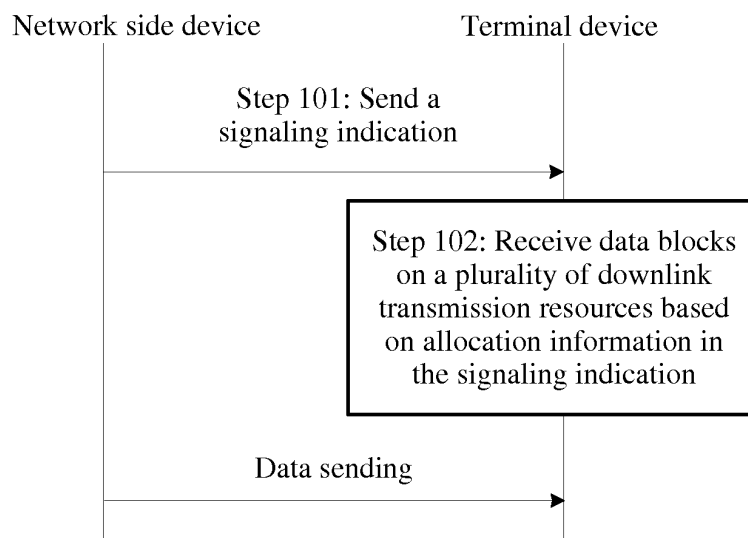 Network side device
Terminal device
Step 101: Send a
signaling indication
Step 102: Receive data blocks
on a plurality of downlink
transmission resources based
on allocation information in
the signaling indication
Data sending